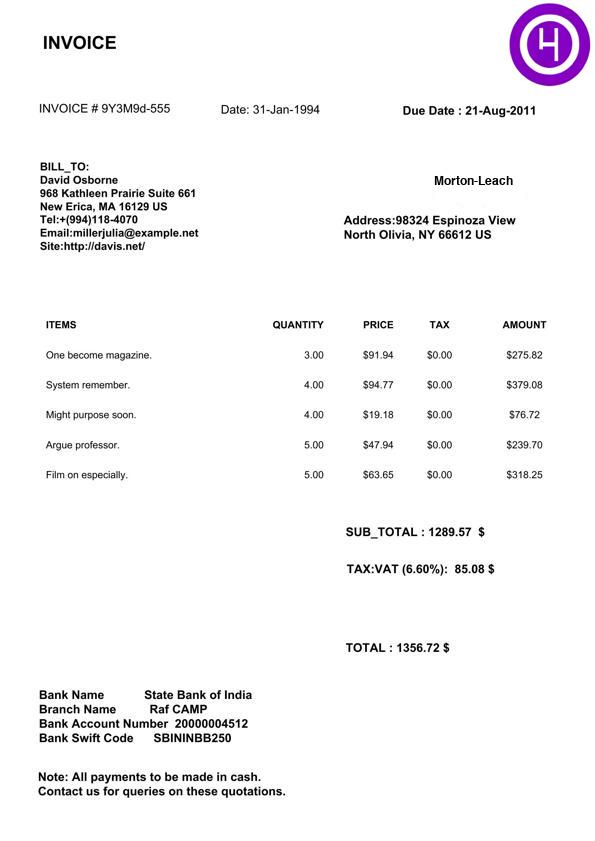 INVOICE
INVOICE # 9Y3M9d-555 Date: 31-Jan-1994 Due Date : 21-Aug-2011
BILL_TO:
David Osborne
968 Kathleen Prairie Suite 661
New Erica, MA 16129 US
Tel:+(994)118-4070
Email:millerjulia@example.net
Site:http://davis.net/
Morton-Leach
Address:98324 Espinoza View
North Olivia, NY 66612 US
ITEMS QUANTITY PRICE TAX AMOUNT
One become magazine. 3.00 $91.94 $0.00 $275.82
System remember. 4.00 $94.77 $0.00 $379.08
Might purpose soon. 4.00 $19.18 $0.00 $76.72
Argue professor. 5.00 $47.94 $0.00 $239.70
Film on especially. 5.00 $63.65 $0.00 $318.25
SUB_TOTAL : 1289.57 $
TAX:VAT (6.60%): 85.08 $
TOTAL : 1356.72 $
Bank Name State Bank of India
Branch Name Raf CAMP
Bank Account Number 20000004512
Bank Swift Code SBININBB250
Note: All payments to be made in cash.
Contact us for queries on these quotations.